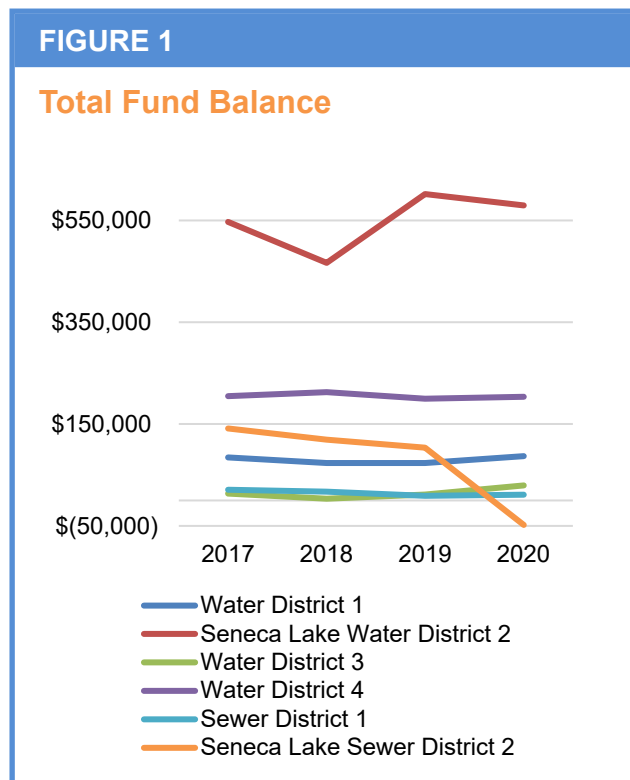 FIGURE 1
Total Fund Balance
$550,000
$350,000
$150,000
$(50,000)
2017 2018 2019 2020
Water District 1
Seneca Lake Water District 2
Water District 3
Water District 4
Sewer District 1
Seneca Lake Sewer District 2